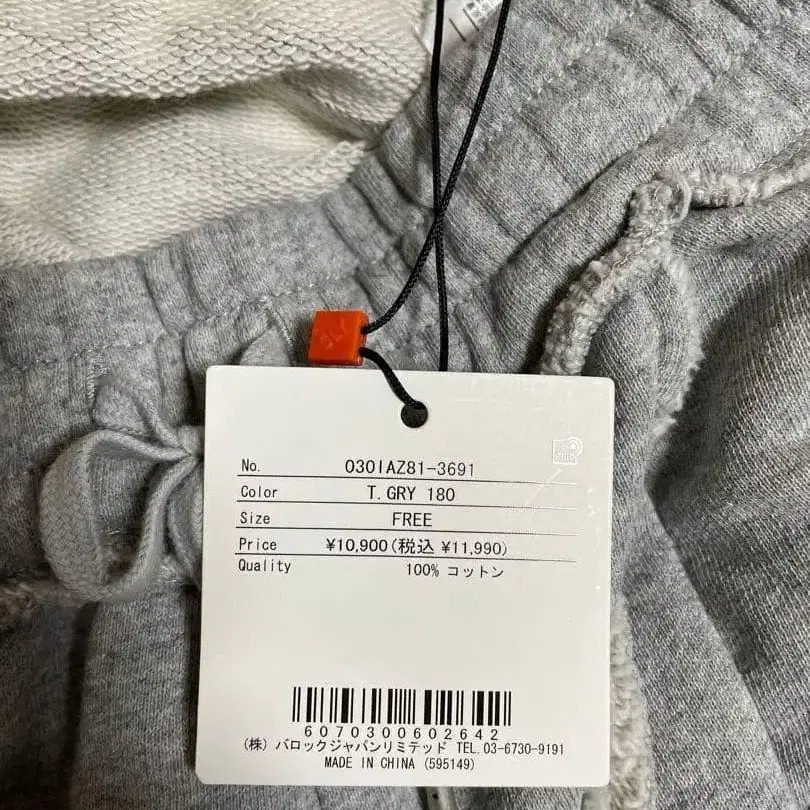 SLY
No. 030IAZ81-3691
Color T.GRY 180
Size FREE
Price ¥10,900(税込 ¥11,990)
Quality 100% コットン
6070300602642
(株) バロックジャパンリミテッド TEL.03-6730-9191
MADE IN CHINA (595149)